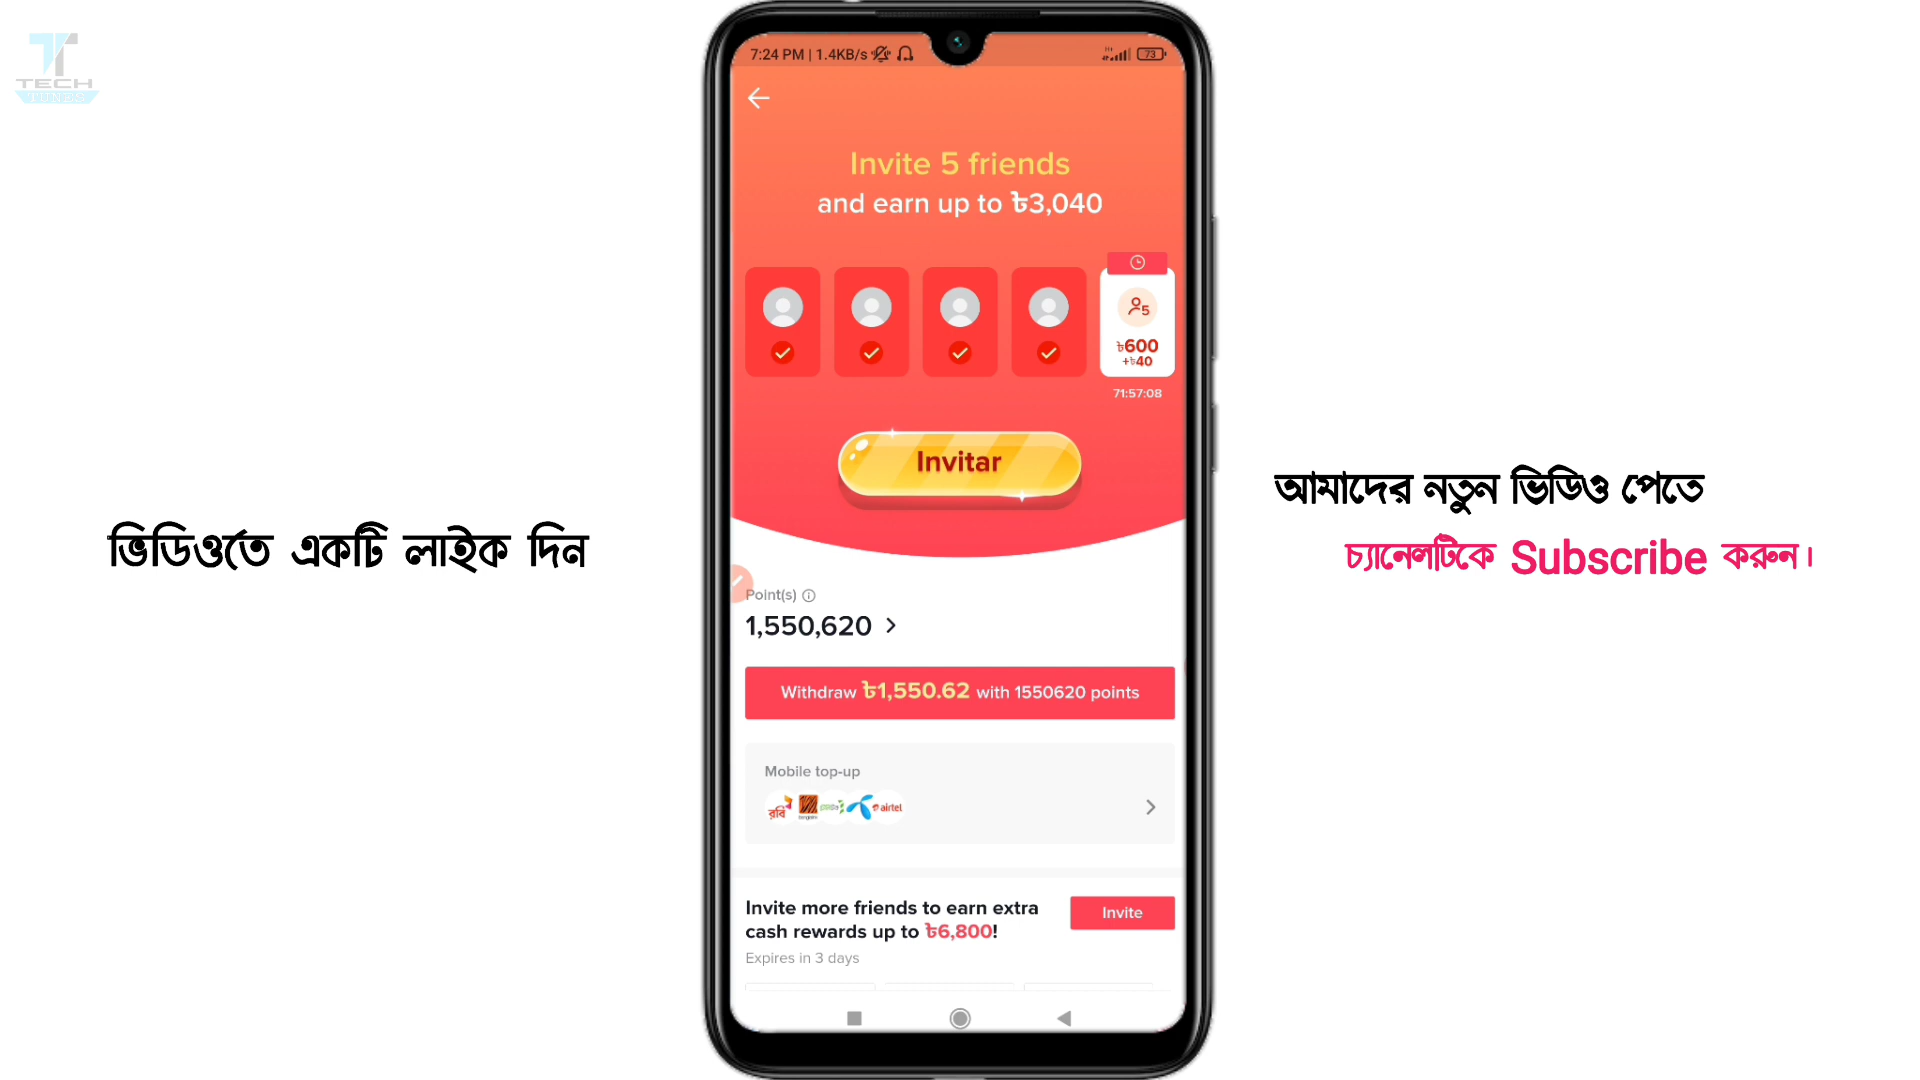 TECH
TUNES
7:24 PM | 1.4KB/s
73
Invite 5 friends
and earn up to ৳3,040
5
৳600
+৳40
71:57:08
Invitar
ভিডিওতে একটি লাইক দিন
আমাদের নতুন ভিডিও পেতে
চ্যানেলটিকে Subscribe করুন।
Point(s)
1,550,620
Withdraw ৳1,550.62 with 1550620 points
Mobile top-up
রবি
airtel
Invite more friends to earn extra
cash rewards up to ৳6,800!
Invite
Expires in 3 days